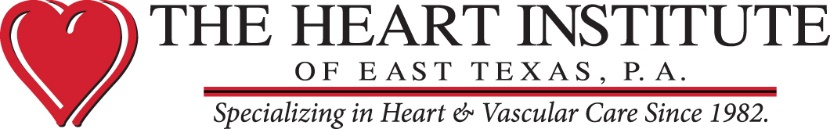 THE HEART INSTITUTE
OF EAST TEXAS, P.A.
Specializing in Heart & Vascular Care Since 1982.